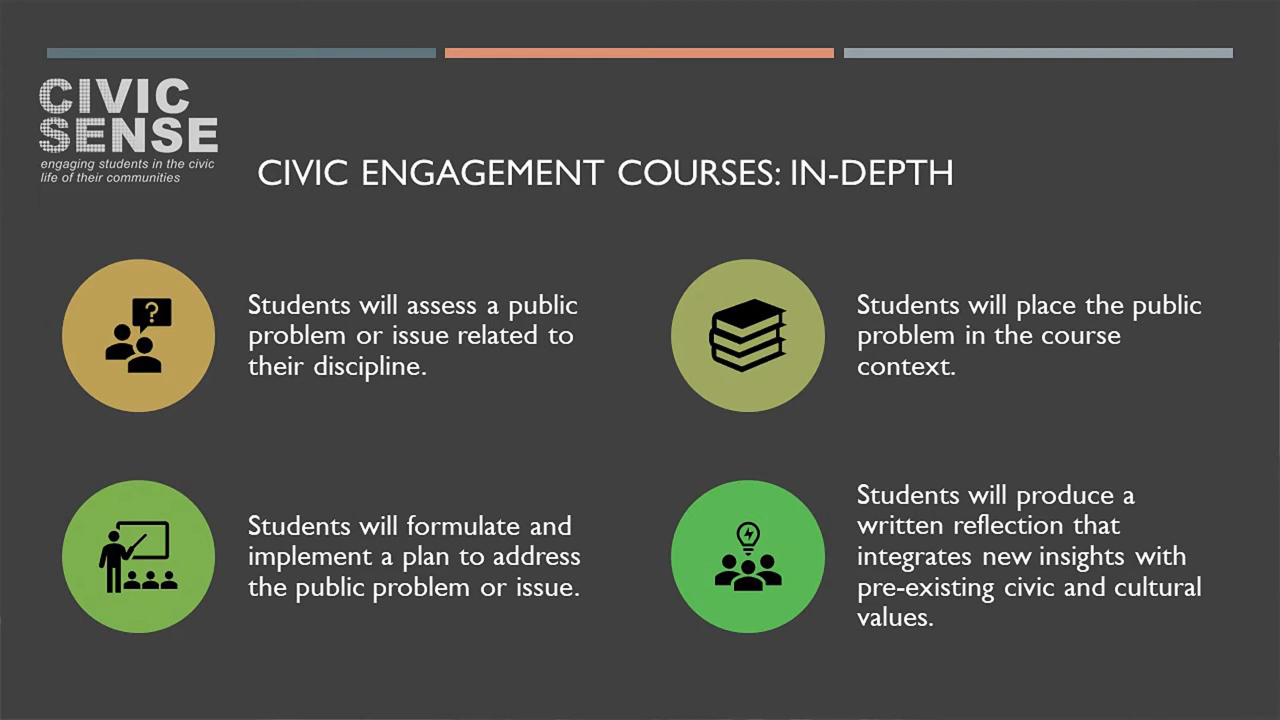 CIVIC
SENSE
engaging students in the civic
life of their communities
CIVIC ENGAGEMENT COURSES: IN-DEPTH
?
Students will assess a public
problem or issue related to
their discipline.
Students will place the public
problem in the course
context.
Students will formulate and
implement a plan to address
the public problem or issue.
Students will produce a
written reflection that
integrates new insights with
pre-existing civic and cultural
values.